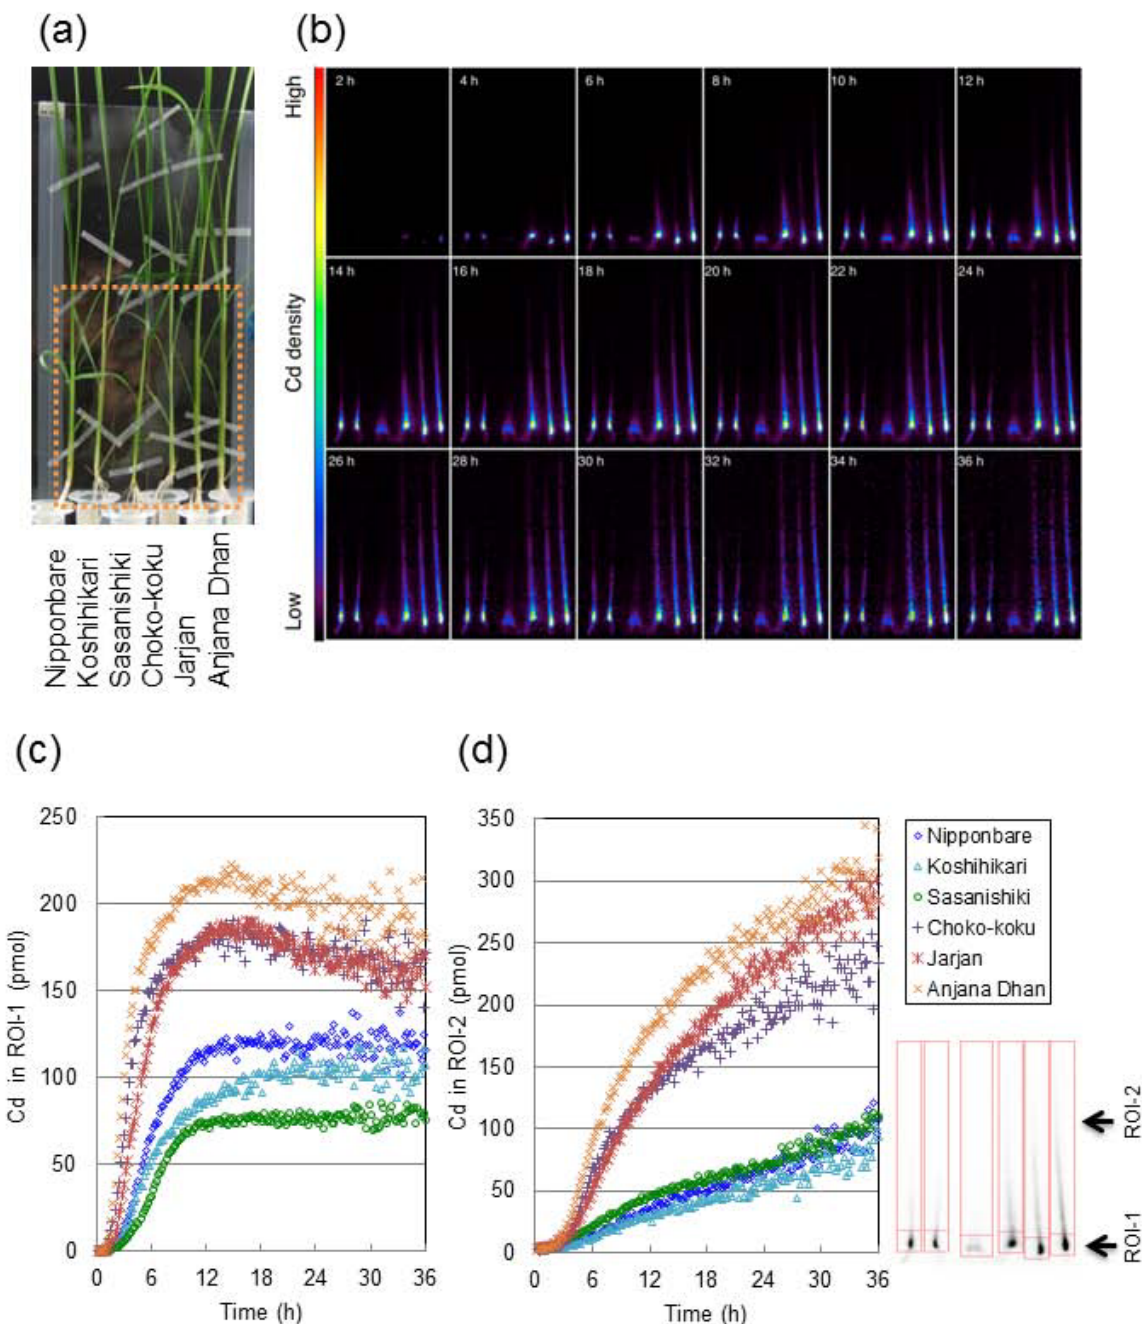 (a)
(b)
High
Cd density
Low
2 h
4 h
6 h
8 h
10 h
12 h
14 h
16 h
18 h
20 h
22 h
24 h
26 h
28 h
30 h
32 h
34 h
36 h
Nipponbare
Koshihikari
Sasanishiki
Choko-koku
Jarjan
Anjana Dhan
(c)
Cd in ROI-1 (pmol)
250
200
150
100
50
0
0 6 12 18 24 30 36
Time (h)
(d)
Cd in ROI-2 (pmol)
350
300
250
200
150
100
50
0
0 6 12 18 24 30 36
Time (h)
Nipponbare
Koshihikari
Sasanishiki
Choko-koku
Jarjan
Anjana Dhan
ROI-2
ROI-1